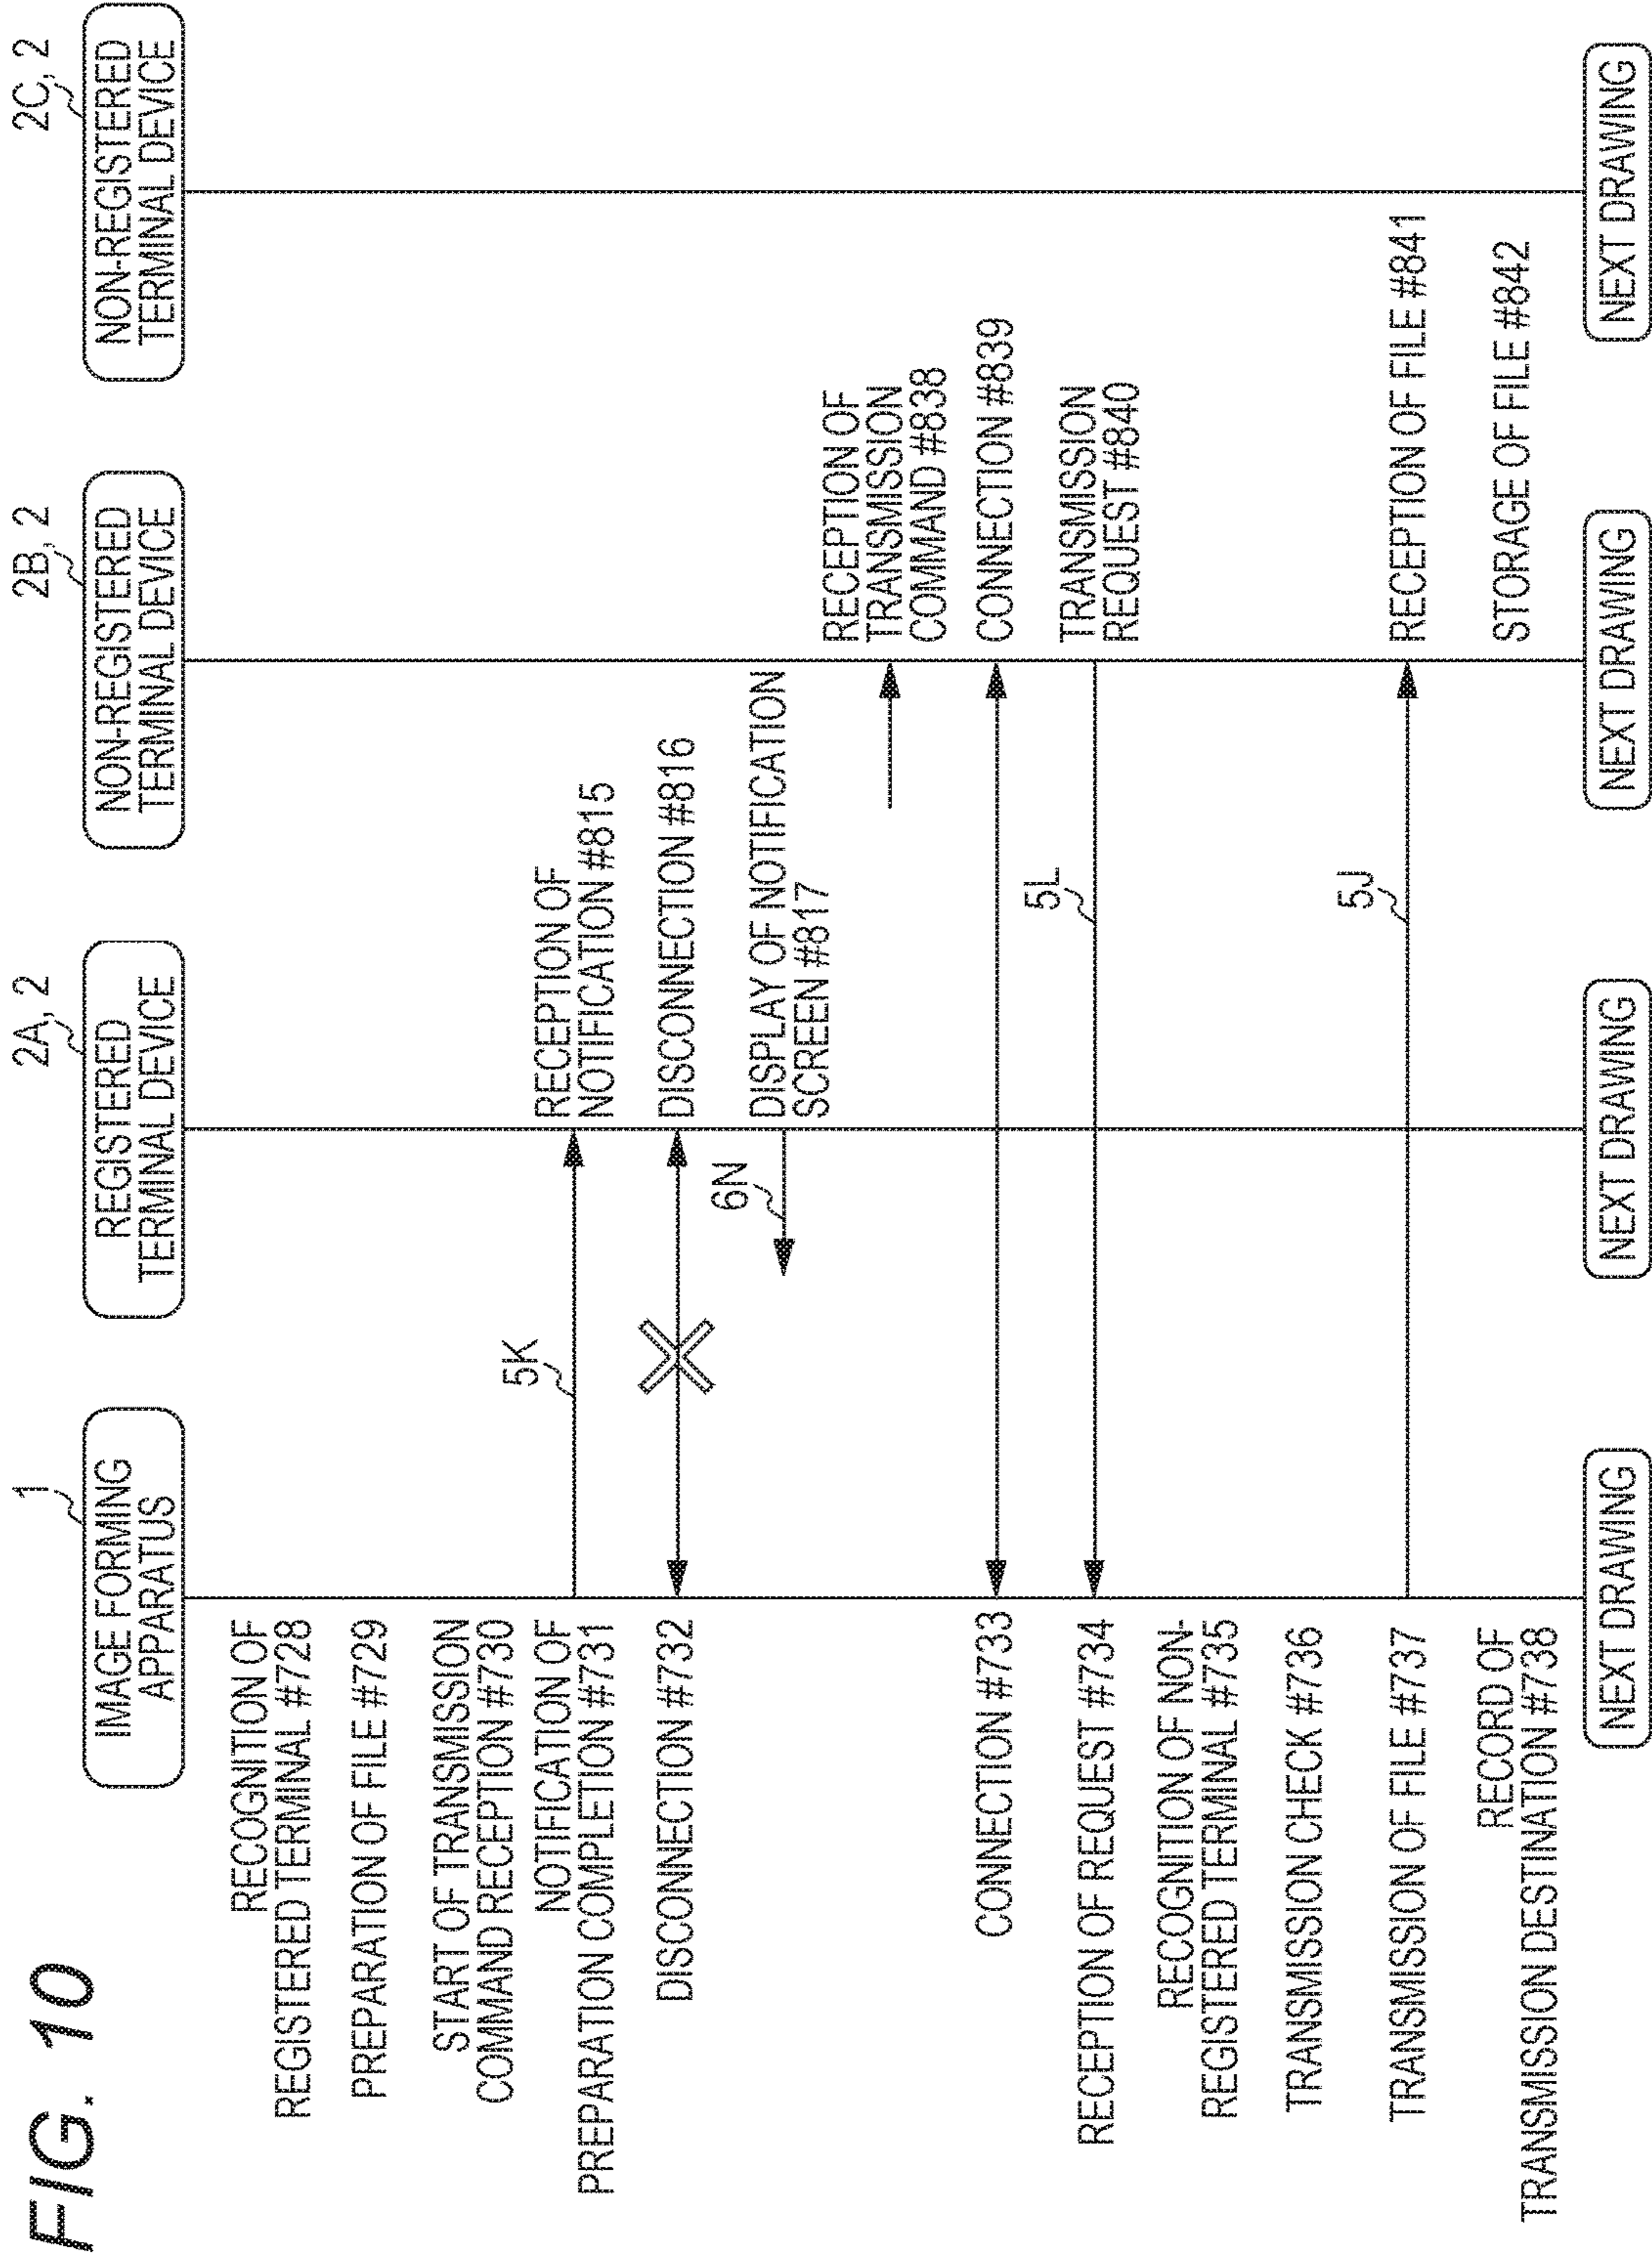 FIG. 10
1
IMAGE FORMING
APPARATUS
2A, 2
REGISTERED
TERMINAL DEVICE
2B, 2
NON-REGISTERED
TERMINAL DEVICE
2C, 2
NON-REGISTERED
TERMINAL DEVICE
RECOGNITION OF
REGISTERED TERMINAL #728
PREPARATION OF FILE #729
START OF TRANSMISSION
COMMAND RECEPTION #730
NOTIFICATION OF
PREPARATION COMPLETION #731
5K
RECEPTION OF
NOTIFICATION #815
DISCONNECTION #732
DISCONNECTION #816
6N
DISPLAY OF NOTIFICATION
SCREEN #817
RECEPTION OF
TRANSMISSION
COMMAND #838
CONNECTION #733
CONNECTION #839
RECEPTION OF REQUEST #734
5L
TRANSMISSION
REQUEST #840
RECOGNITION OF NON-
REGISTERED TERMINAL #735
TRANSMISSION CHECK #736
TRANSMISSION OF FILE #737
5J
RECEPTION OF FILE #841
RECORD OF
TRANSMISSION DESTINATION #738
STORAGE OF FILE #842
NEXT DRAWING
NEXT DRAWING
NEXT DRAWING
NEXT DRAWING